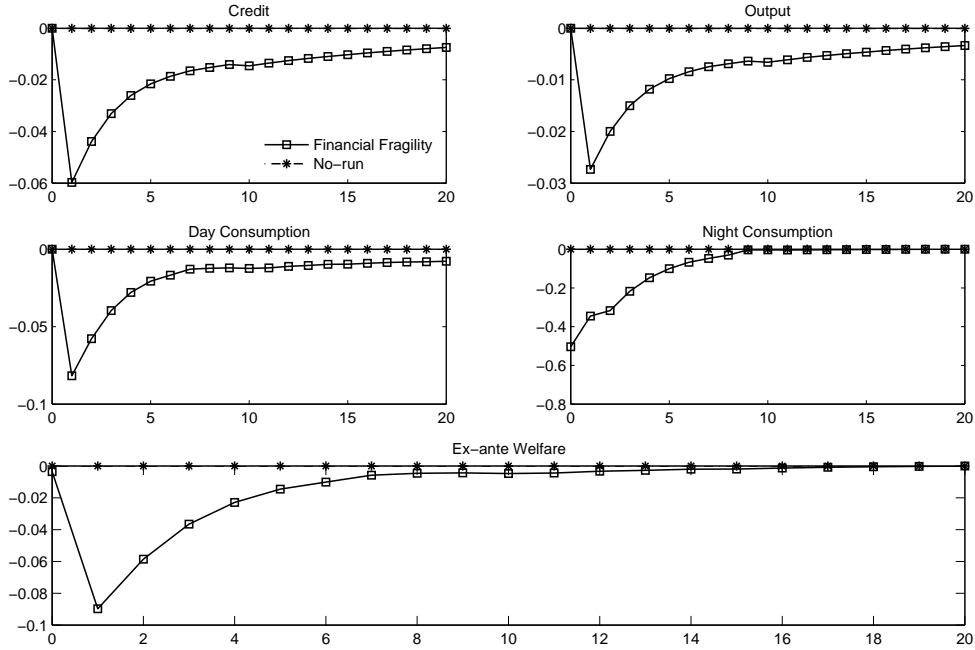 Credit
0
−0.02
−0.04
−0.06
0 5 10 15 20
Financial Fragility
No−run
Output
0
−0.01
−0.02
−0.03
0 5 10 15 20
Day Consumption
0
−0.05
−0.1
0 5 10 15 20
Night Consumption
0
−0.2
−0.4
−0.6
−0.8
0 5 10 15 20
Ex−ante Welfare
0
−0.02
−0.04
−0.06
−0.08
−0.1
0 2 4 6 8 10 12 14 16 18 20